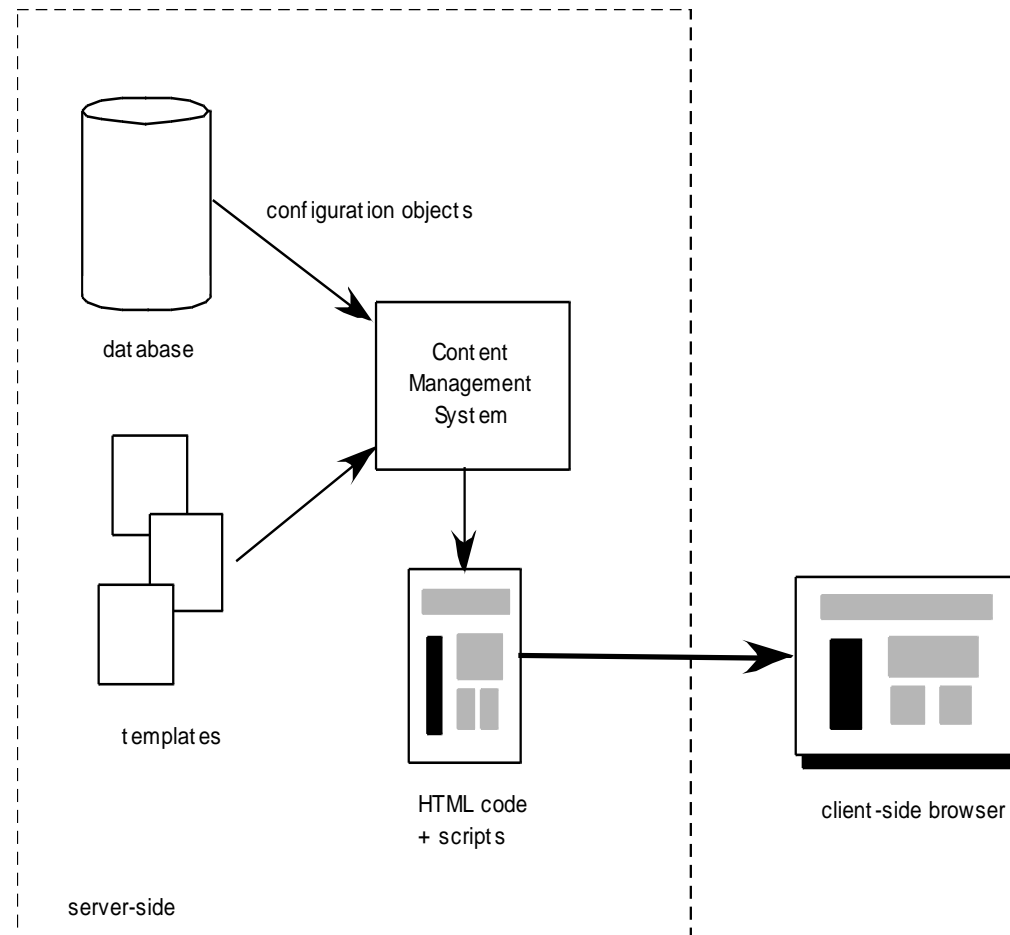 configuration objects
database
Content
Management
System
templates
HTML code
+ scripts
client-side browser
server-side